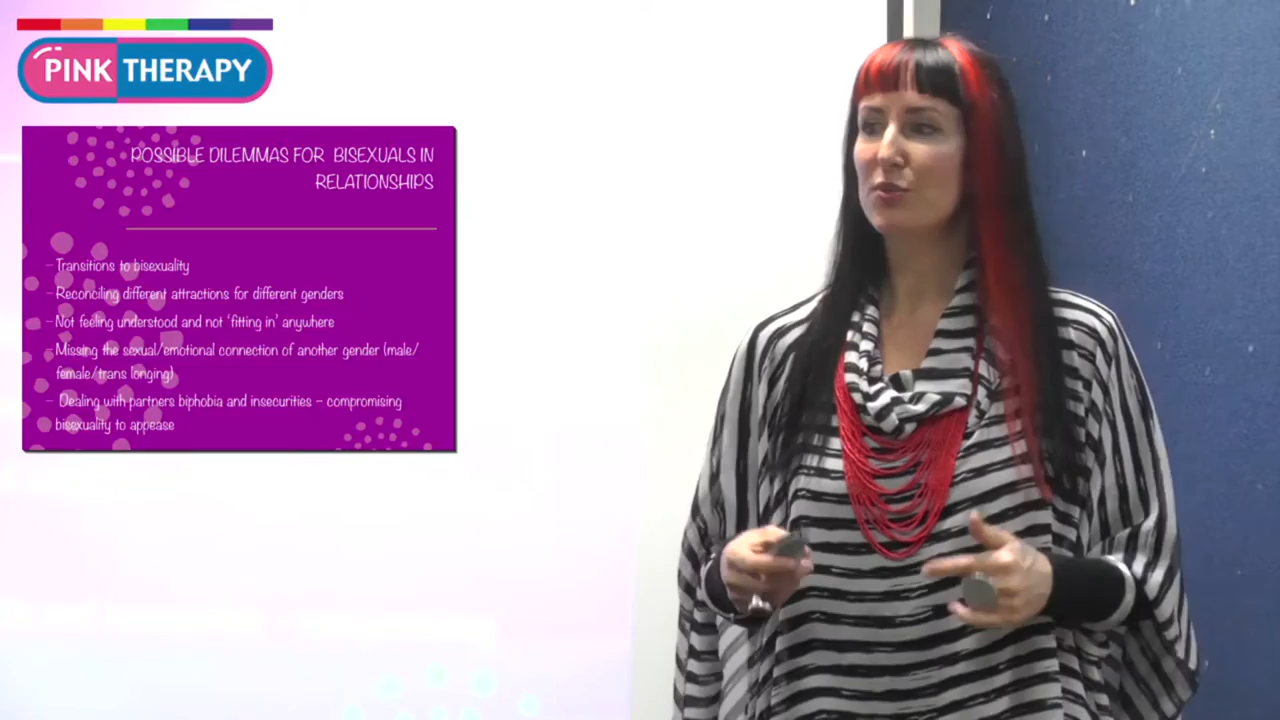 PINK THERAPY
POSSIBLE DILEMMAS FOR BISEXUALS IN
RELATIONSHIPS
– Transitions to bisexuality
– Reconciling different attractions for different genders
– Not feeling understood and not ‘fitting in’ anywhere
– Missing the sexual/emotional connection of another gender (male/
female/trans longing)
– Dealing with partners biphobia and insecurities – compromising
bisexuality to appease